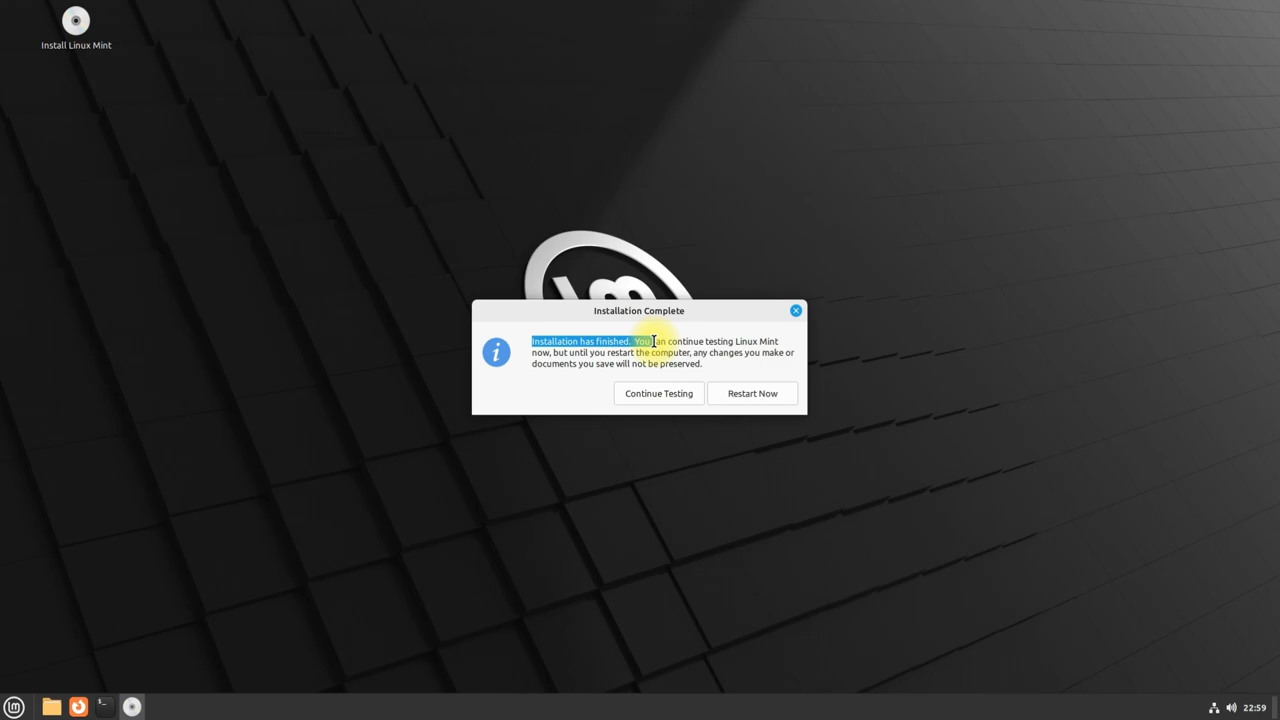 Install Linux Mint
Installation Complete
Installation has finished. You can continue testing Linux Mint
now, but until you restart the computer, any changes you make or
documents you save will not be preserved.
Continue Testing
Restart Now
22:59